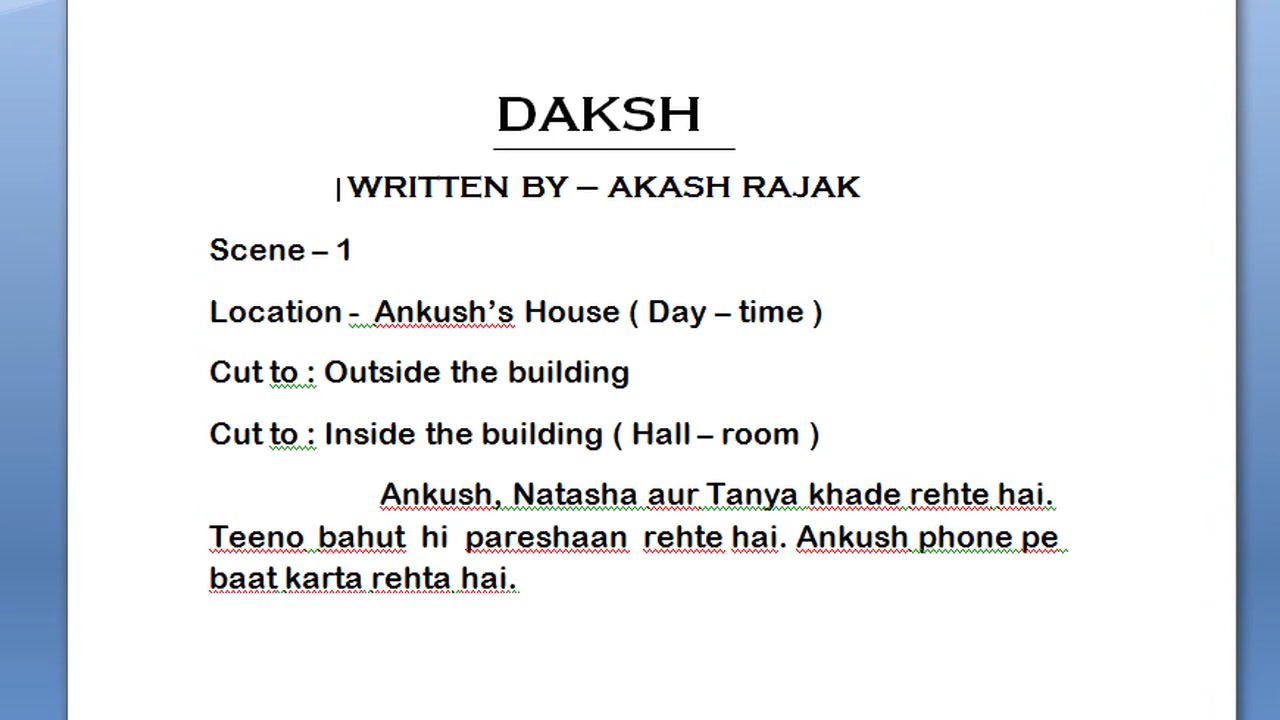 DAKSH
WRITTEN BY – AKASH RAJAK
Scene – 1
Location -  Ankush’s House ( Day – time )
Cut to : Outside the building
Cut to : Inside the building ( Hall – room )
Ankush, Natasha aur Tanya khade rehte hai.
Teeno bahut hi pareshaan rehte hai. Ankush phone pe
baat karta rehta hai.